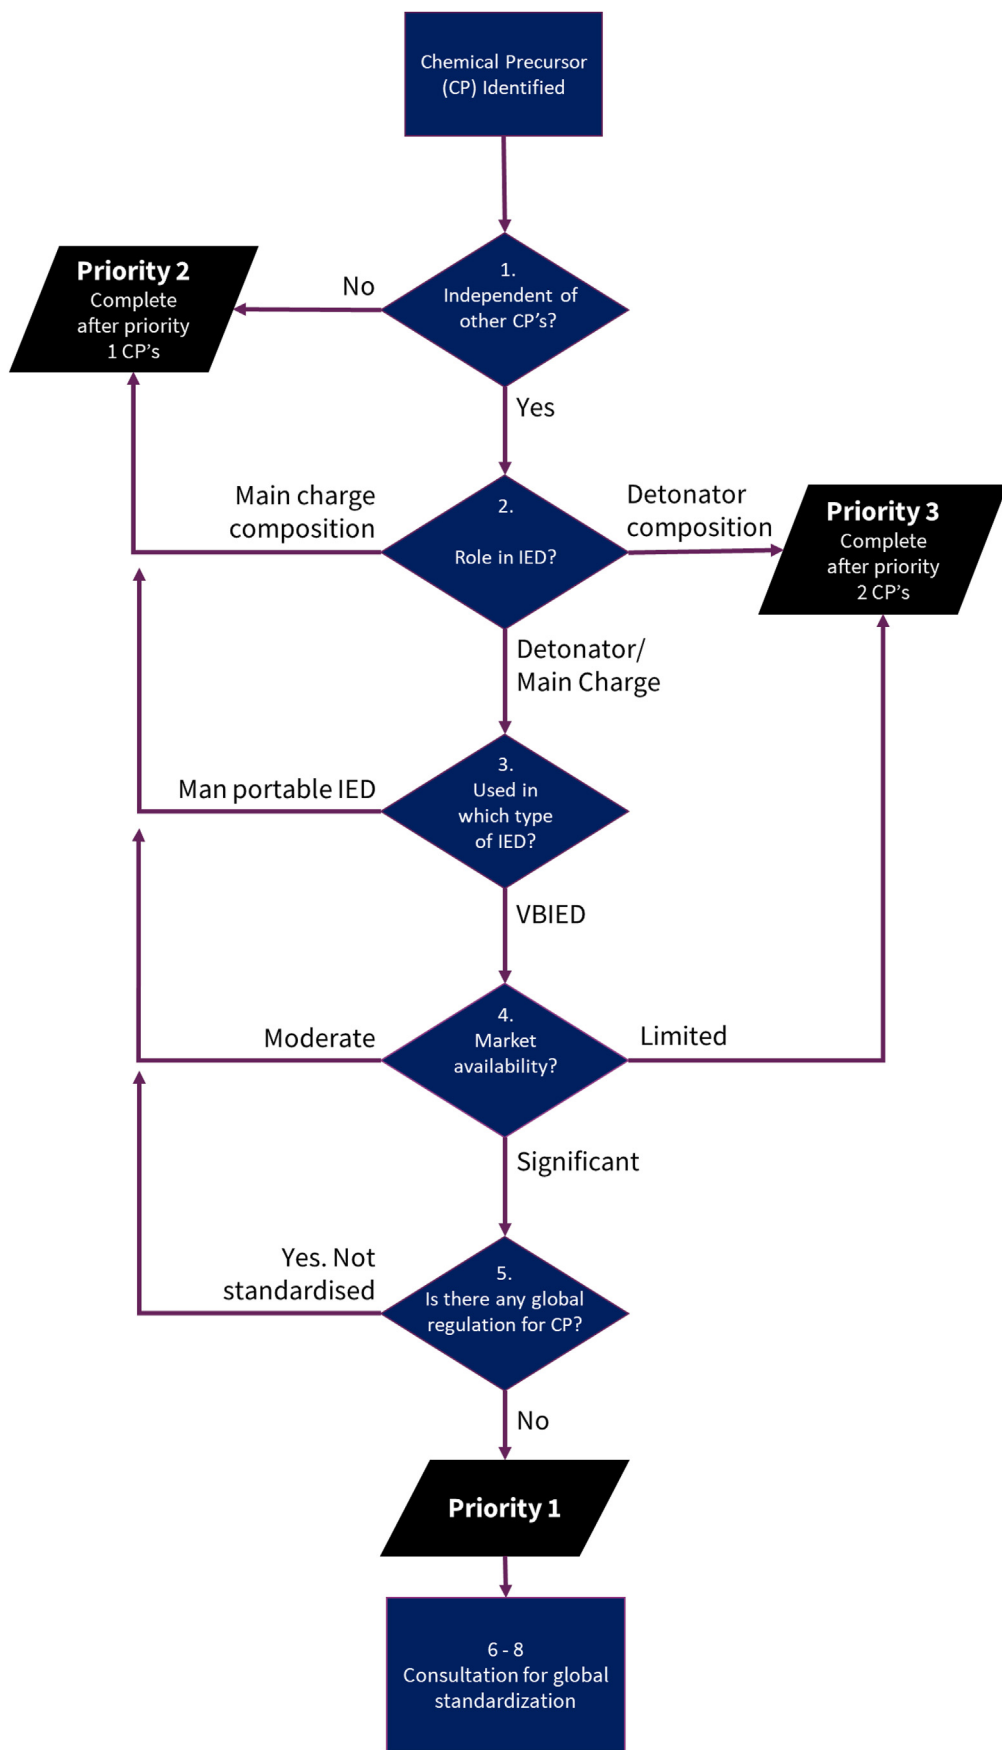 Chemical Precursor
(CP) Identified
1.
Independent of
other CP's?
No
Priority 2
Complete
after priority
1 CP's
Yes
2.
Role in IED?
Main charge
composition
Detonator
composition
Priority 3
Complete
after priority
2 CP's
Detonator/
Main Charge
3.
Used in
which type
of IED?
Man portable IED
VBIED
4.
Market
availability?
Moderate
Limited
Significant
5.
Is there any global
regulation for CP?
Yes. Not
standardised
No
Priority 1
6 - 8
Consultation for global
standardization